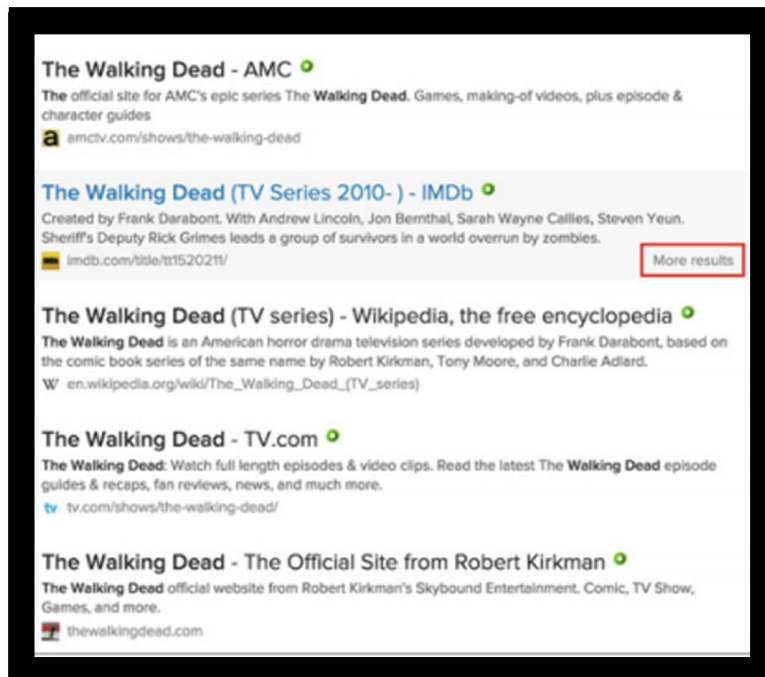 The Walking Dead - AMC
The official site for AMC's epic series The Walking Dead. Games, making-of videos, plus episode &
character guides
a amctv.com/shows/the-walking-dead
The Walking Dead (TV Series 2010- ) - IMDb
Created by Frank Darabont. With Andrew Lincoln, Jon Bernthal, Sarah Wayne Callies, Steven Yeun.
Sheriff's Deputy Rick Grimes leads a group of survivors in a world overrun by zombies.
imdb.com/title/tt1520211/ More results
The Walking Dead (TV series) - Wikipedia, the free encyclopedia
The Walking Dead is an American horror drama television series developed by Frank Darabont, based on
the comic book series of the same name by Robert Kirkman, Tony Moore, and Charlie Adlard.
W en.wikipedia.org/wiki/The_Walking_Dead_(TV_series)
The Walking Dead - TV.com
The Walking Dead: Watch full length episodes & video clips. Read the latest The Walking Dead episode
guides & recaps, fan reviews, news, and much more.
tv tv.com/shows/the-walking-dead/
The Walking Dead - The Official Site from Robert Kirkman
The Walking Dead official website from Robert Kirkman's Skybound Entertainment. Comic, TV Show,
Games, and more.
thewalkingdead.com